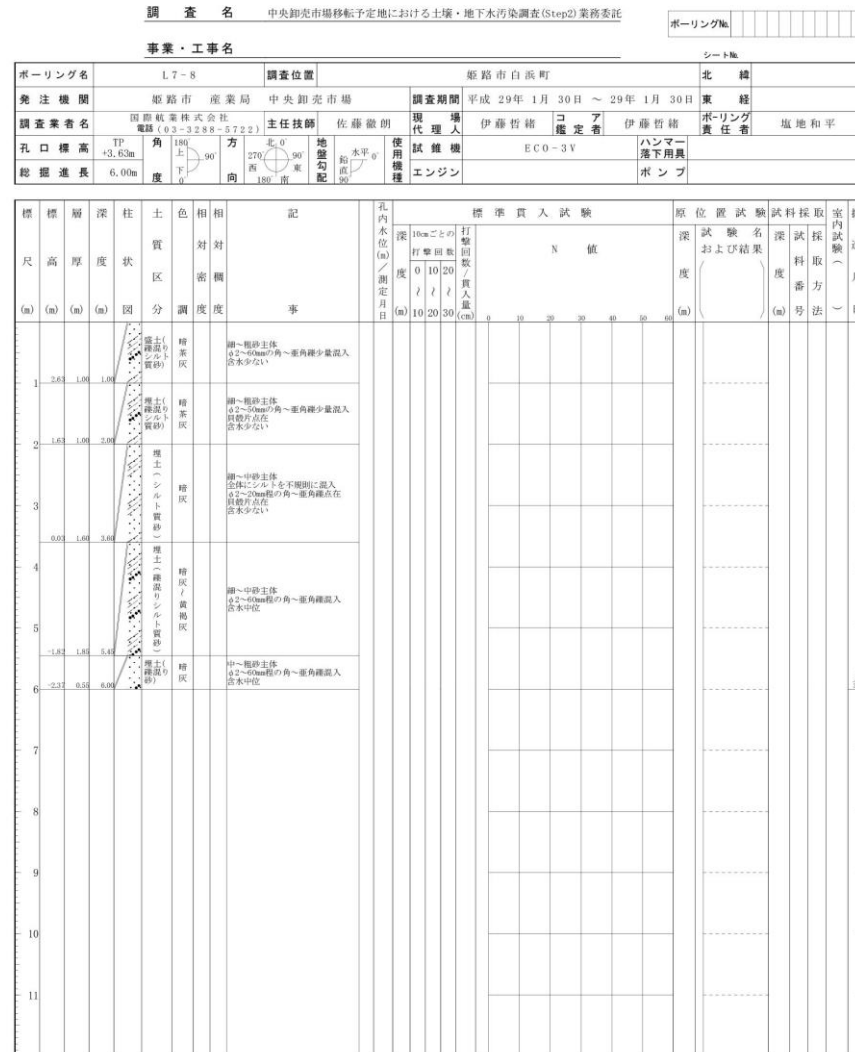 調査名 中央卸売市場移転予定地における土壌・地下水汚染調査(Step2)業務委託
ボーリングNo.
事業・工事名
シートNo.
ボーリング名 L7-8 調査位置 姫路市白浜町 北緯
発注機関 姫路市 産業局 中央卸売市場 調査期間 平成 29年 1月 30日 ～ 29年 1月 30日 東経
調査業者名 国際航業株式会社 電話(03-3288-5722) 主任技師 佐藤徹朗 現場代理人 伊藤哲緒 コア鑑定者 伊藤哲緒 ボーリング責任者 塩地和平
孔口標高 TP +3.63m 角度 180° 上 下 0° 90° 方向 北 0° 270° 西 90° 東 180° 南 地盤勾配 水平 0° 鉛直 90° 使用機種 試錐機 ECO-3V ハンマー落下用具
総掘進長 6.00m エンジン ポンプ
標尺(m) 標高(m) 層厚(m) 深度(m) 柱状図 土質区分 色調 相対密度 相対稠度 記事 孔内水位(m)/測定月日 標準貫入試験 原位置試験 試料採取 室内試験( )
深度(m) 10cmごとの打撃回数 打撃回数/貫入量(cm) N値 深度(m) 試験名および結果 深度(m) 試料番号 採取方法
0 10 20
～ ～ ～
10 20 30
0 10 20 30 40 50 60
盛土(礫混りシルト質砂) 暗茶灰 細～粗砂主体
φ2～60mmの角～亜角礫少量混入
含水少ない
1 2.63 1.00 1.00
埋土(礫混りシルト質砂) 暗茶灰 細～粗砂主体
φ2～50mmの角～亜角礫少量混入
貝殻片点在
含水少ない
2 1.63 1.00 2.00
埋土(シルト質砂) 暗灰 細～中砂主体
全体にシルトを不規則に混入
φ2～20mm程の角～亜角礫点在
貝殻片点在
含水少ない
3
0.03 1.60 3.60
4
埋土(礫混りシルト質砂) 暗灰～黄褐灰 細～中砂主体
φ2～60mm程の角～亜角礫混入
含水中位
5
-1.82 1.85 5.45
埋土(礫混り砂) 暗灰 中～粗砂主体
φ2～60mm程の角～亜角礫混入
含水中位
6 -2.37 0.55 6.00
7
8
9
10
11